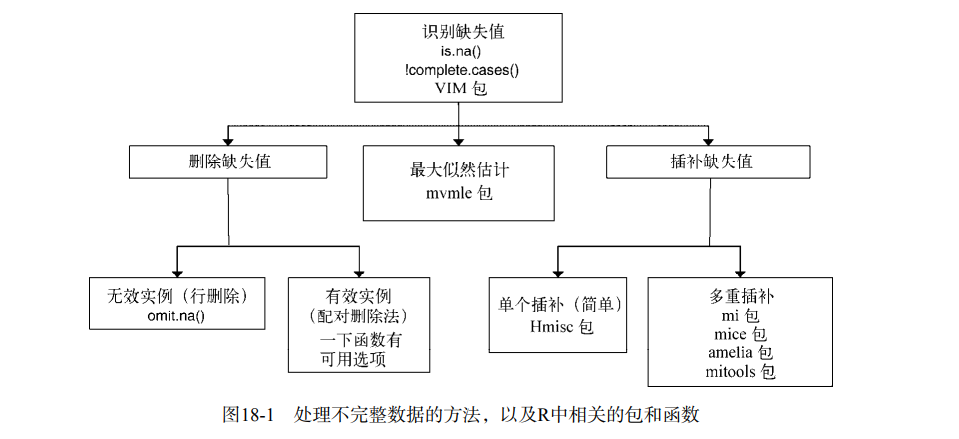 识别缺失值
is.na()
!complete.cases()
VIM 包
删除缺失值
最大似然估计
mvmle 包
插补缺失值
无效实例（行删除）
omit.na()
有效实例
（配对删除法）
一下函数有
可用选项
单个插补（简单）
Hmisc 包
多重插补
mi 包
mice 包
amelia 包
mitools 包
图18-1 处理不完整数据的方法，以及R中相关的包和函数